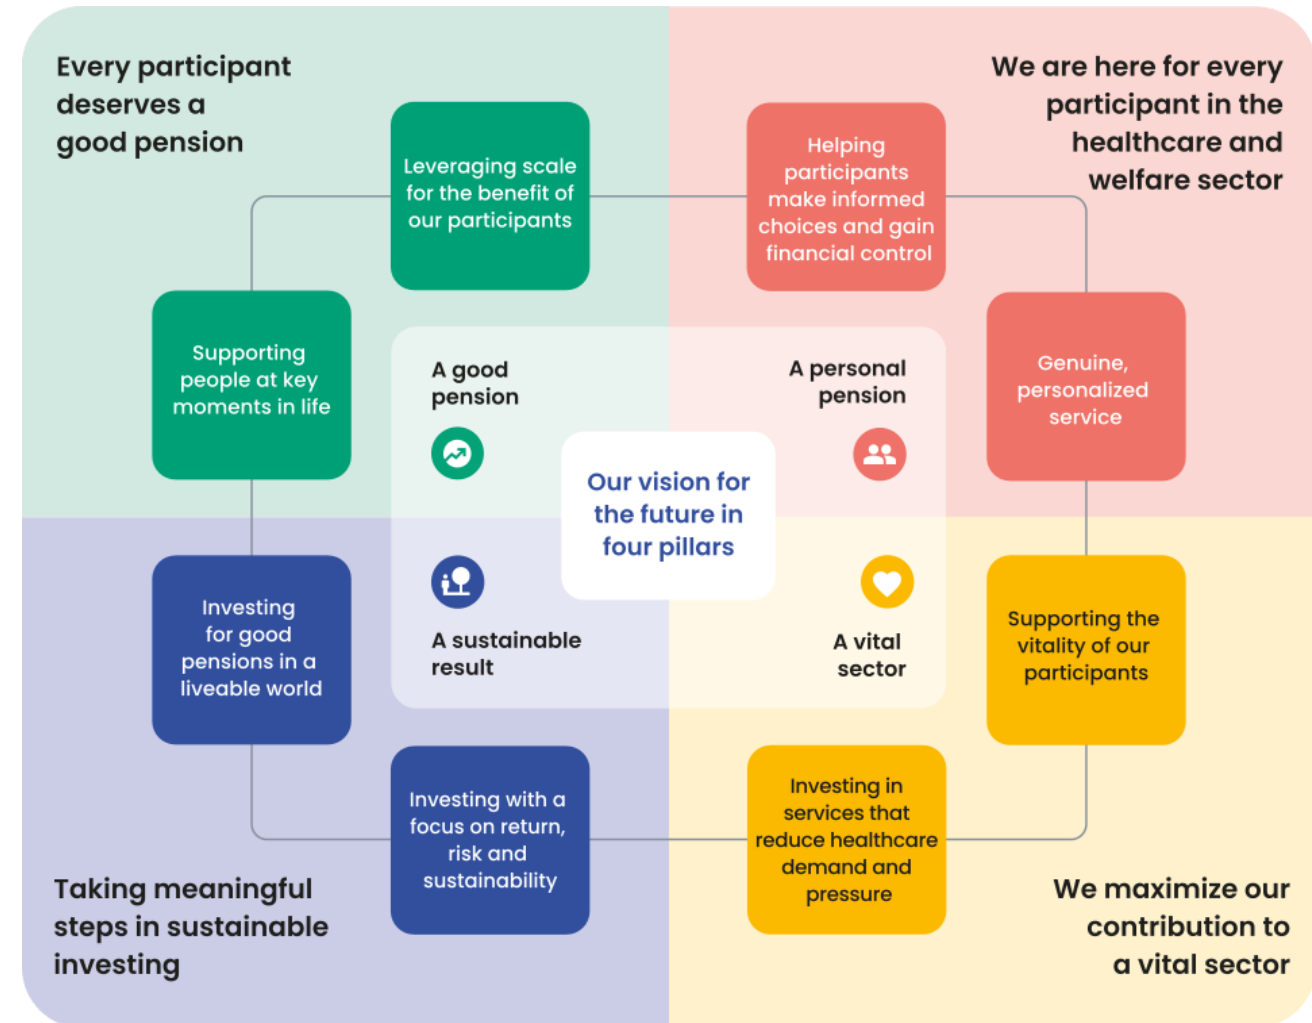 Every participant
deserves a
good pension
We are here for every
participant in the
healthcare and
welfare sector
Leveraging scale
for the benefit of
our participants
Helping
participants
make informed
choices and gain
financial control
Supporting
people at key
moments in life
Genuine,
personalized
service
A good
pension
A personal
pension
Our vision for
the future in
four pillars
A sustainable
result
A vital
sector
Investing
for good
pensions in a
liveable world
Supporting the
vitality of our
participants
Investing with a
focus on return,
risk and
sustainability
Investing in
services that
reduce healthcare
demand and
pressure
Taking meaningful
steps in sustainable
investing
We maximize our
contribution to
a vital sector